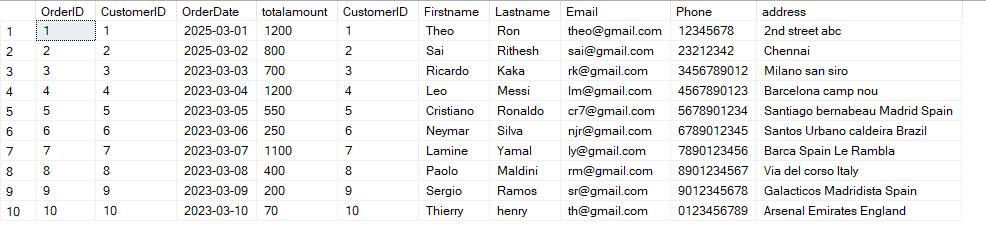 OrderID CustomerID OrderDate totalamount CustomerID Firstname Lastname Email Phone address
1 1 1 2025-03-01 1200 1 Theo Ron theo@gmail.com 12345678 2nd street abc
2 2 2 2025-03-02 800 2 Sai Rithesh sai@gmail.com 23212342 Chennai
3 3 3 2023-03-03 700 3 Ricardo Kaka rk@gmail.com 3456789012 Milano san siro
4 4 4 2023-03-04 1200 4 Leo Messi lm@gmail.com 4567890123 Barcelona camp nou
5 5 5 2023-03-05 550 5 Cristiano Ronaldo cr7@gmail.com 5678901234 Santiago bernabeau Madrid Spain
6 6 6 2023-03-06 250 6 Neymar Silva njr@gmail.com 6789012345 Santos Urbano caldeira Brazil
7 7 7 2023-03-07 1100 7 Lamine Yamal ly@gmail.com 7890123456 Barca Spain Le Rambla
8 8 8 2023-03-08 400 8 Paolo Maldini rm@gmail.com 8901234567 Via del corso Italy
9 9 9 2023-03-09 200 9 Sergio Ramos sr@gmail.com 9012345678 Galacticos Madridista Spain
10 10 10 2023-03-10 70 10 Thierry henry th@gmail.com 0123456789 Arsenal Emirates England